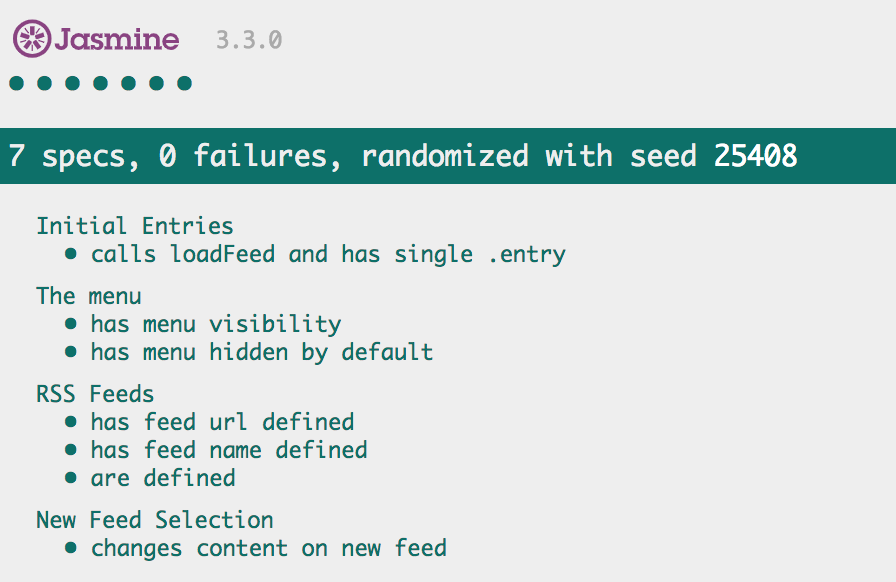 Jasmine 3.3.0
7 specs, 0 failures, randomized with seed 25408
Initial Entries
calls loadFeed and has single .entry
The menu
has menu visibility
has menu hidden by default
RSS Feeds
has feed url defined
has feed name defined
are defined
New Feed Selection
changes content on new feed